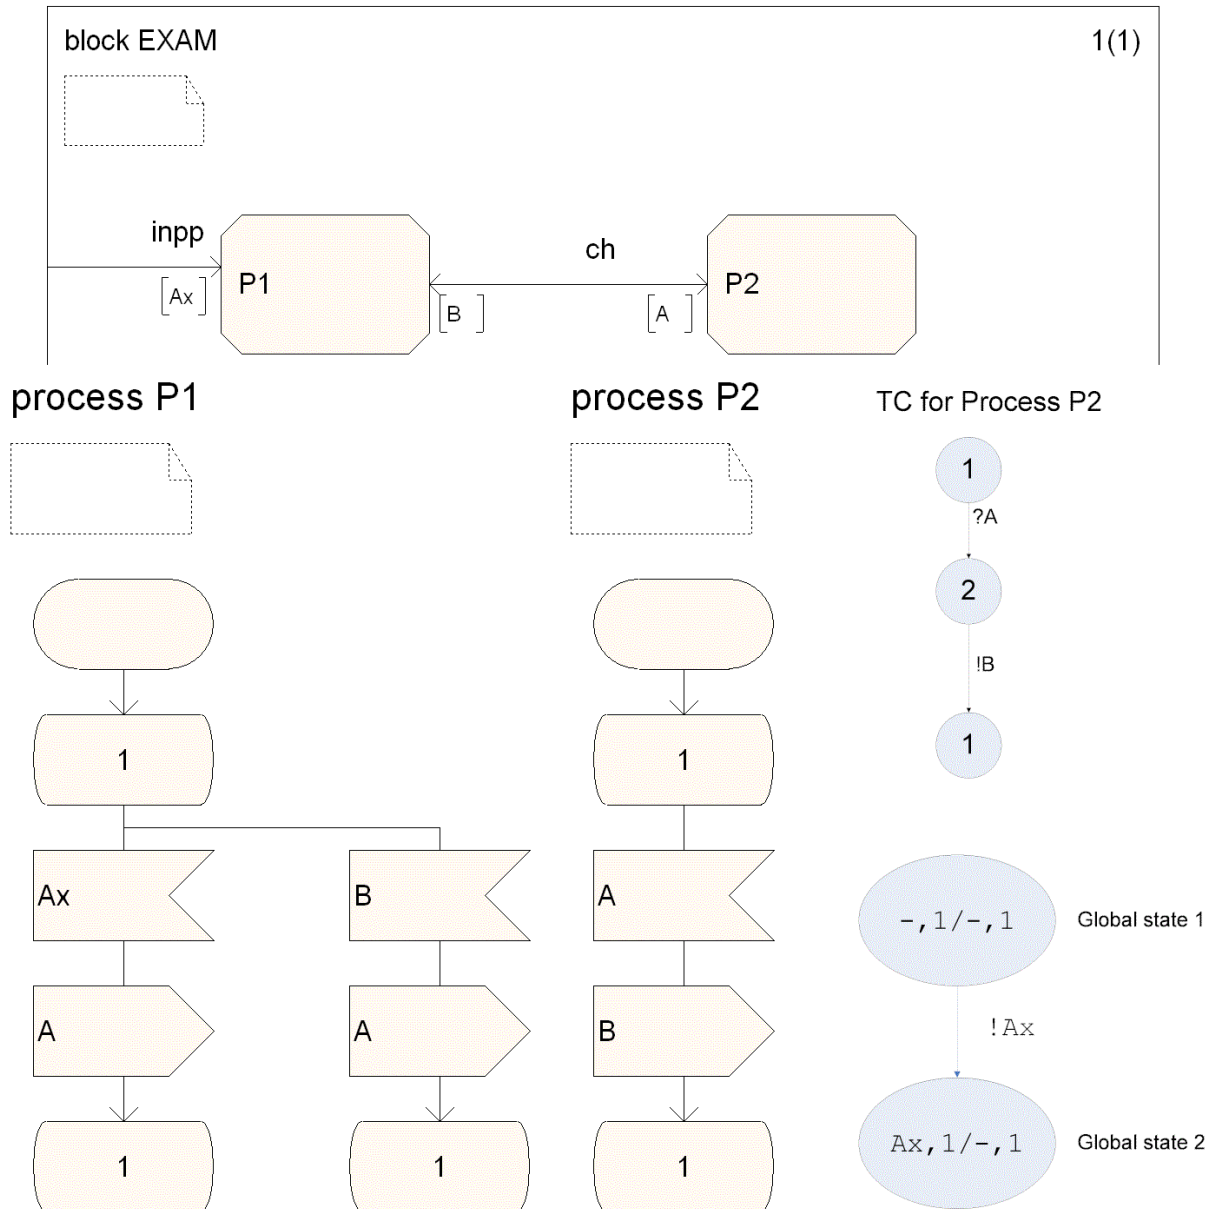 block EXAM
1(1)
inpp
ch
P1
P2
[Ax ]
[B ]
[A ]
process P1
process P2
TC for Process P2
1
?A
2
!B
1
1
1
Ax
B
A
-,1/-,1
Global state 1
A
A
B
!Ax
1
1
1
Ax,1/-,1
Global state 2